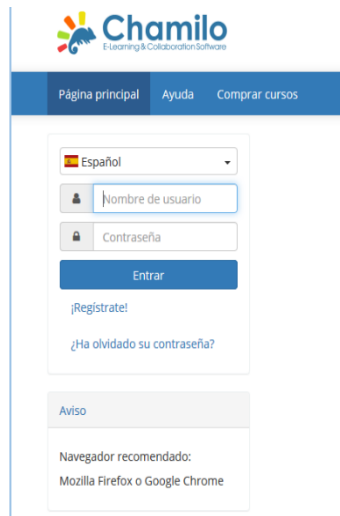 Chamilo
E-Learning & Collaboration Software
Página principal Ayuda Comprar cursos
Español
Nombre de usuario
Contraseña
Entrar
¡Regístrate!
¿Ha olvidado su contraseña?
Aviso
Navegador recomendado:
Mozilla Firefox o Google Chrome